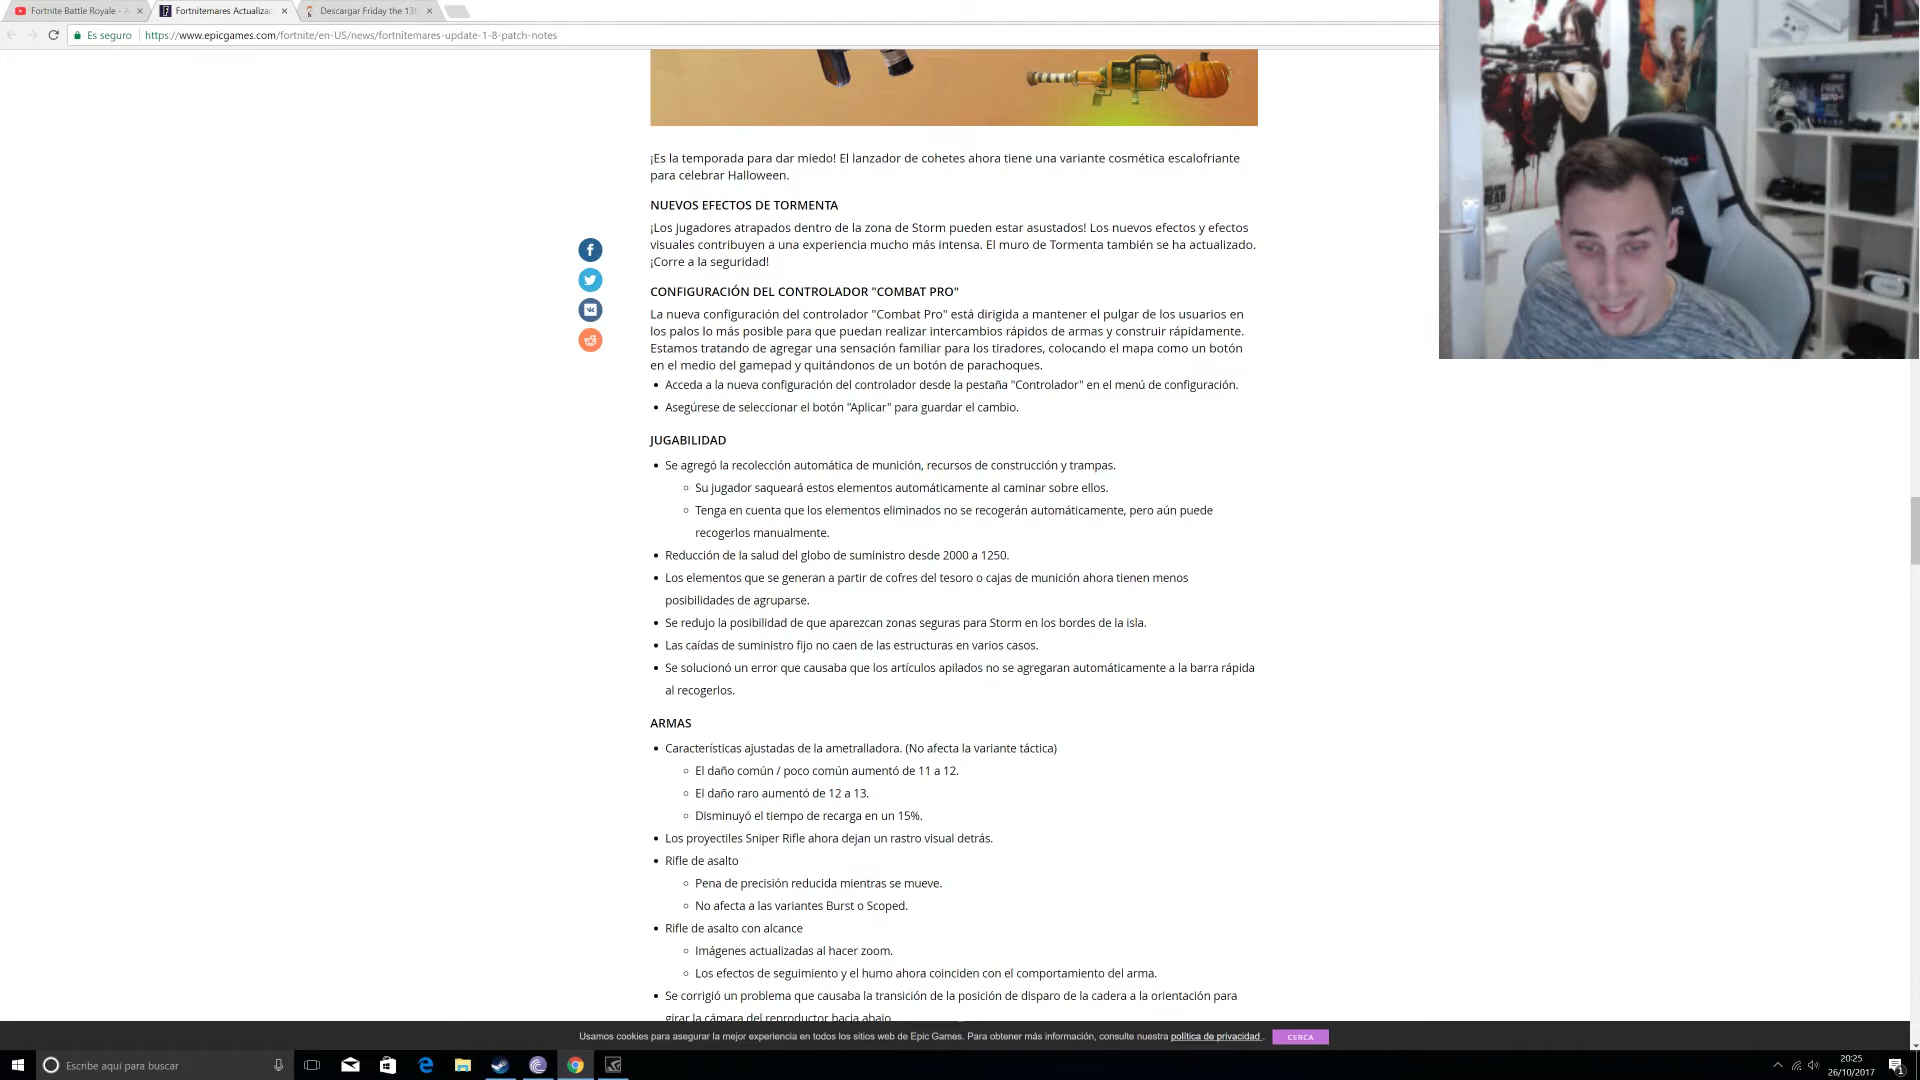 Fortnite Battle Royale - A
Fortnitemares Actualizac
Descargar Friday the 13t
Es seguro
https://www.epicgames.com/fortnite/en-US/news/fortnitemares-update-1-8-patch-notes
¡Es la temporada para dar miedo! El lanzador de cohetes ahora tiene una variante cosmética escalofriante
para celebrar Halloween.
NUEVOS EFECTOS DE TORMENTA
¡Los jugadores atrapados dentro de la zona de Storm pueden estar asustados! Los nuevos efectos y efectos
visuales contribuyen a una experiencia mucho más intensa. El muro de Tormenta también se ha actualizado.
¡Corre a la seguridad!
CONFIGURACIÓN DEL CONTROLADOR "COMBAT PRO"
La nueva configuración del controlador "Combat Pro" está dirigida a mantener el pulgar de los usuarios en
los palos lo más posible para que puedan realizar intercambios rápidos de armas y construir rápidamente.
Estamos tratando de agregar una sensación familiar para los tiradores, colocando el mapa como un botón
en el medio del gamepad y quitándonos de un botón de parachoques.
• Acceda a la nueva configuración del controlador desde la pestaña "Controlador" en el menú de configuración.
• Asegúrese de seleccionar el botón "Aplicar" para guardar el cambio.
JUGABILIDAD
• Se agregó la recolección automática de munición, recursos de construcción y trampas.
◦ Su jugador saqueará estos elementos automáticamente al caminar sobre ellos.
◦ Tenga en cuenta que los elementos eliminados no se recogerán automáticamente, pero aún puede
recogerlos manualmente.
• Reducción de la salud del globo de suministro desde 2000 a 1250.
• Los elementos que se generan a partir de cofres del tesoro o cajas de munición ahora tienen menos
posibilidades de agruparse.
• Se redujo la posibilidad de que aparezcan zonas seguras para Storm en los bordes de la isla.
• Las caídas de suministro fijo no caen de las estructuras en varios casos.
• Se solucionó un error que causaba que los artículos apilados no se agregaran automáticamente a la barra rápida
al recogerlos.
ARMAS
• Características ajustadas de la ametralladora. (No afecta la variante táctica)
◦ El daño común / poco común aumentó de 11 a 12.
◦ El daño raro aumentó de 12 a 13.
◦ Disminuyó el tiempo de recarga en un 15%.
• Los proyectiles Sniper Rifle ahora dejan un rastro visual detrás.
• Rifle de asalto
◦ Pena de precisión reducida mientras se mueve.
◦ No afecta a las variantes Burst o Scoped.
• Rifle de asalto con alcance
◦ Imágenes actualizadas al hacer zoom.
◦ Los efectos de seguimiento y el humo ahora coinciden con el comportamiento del arma.
• Se corrigió un problema que causaba la transición de la posición de disparo de la cadera a la orientación para
girar la cámara del reproductor hacia abajo
Usamos cookies para asegurar la mejor experiencia en todos los sitios web de Epic Games. Para obtener más información, consulte nuestra política de privacidad .
CERCA
Escribe aquí para buscar
20:25
26/10/2017